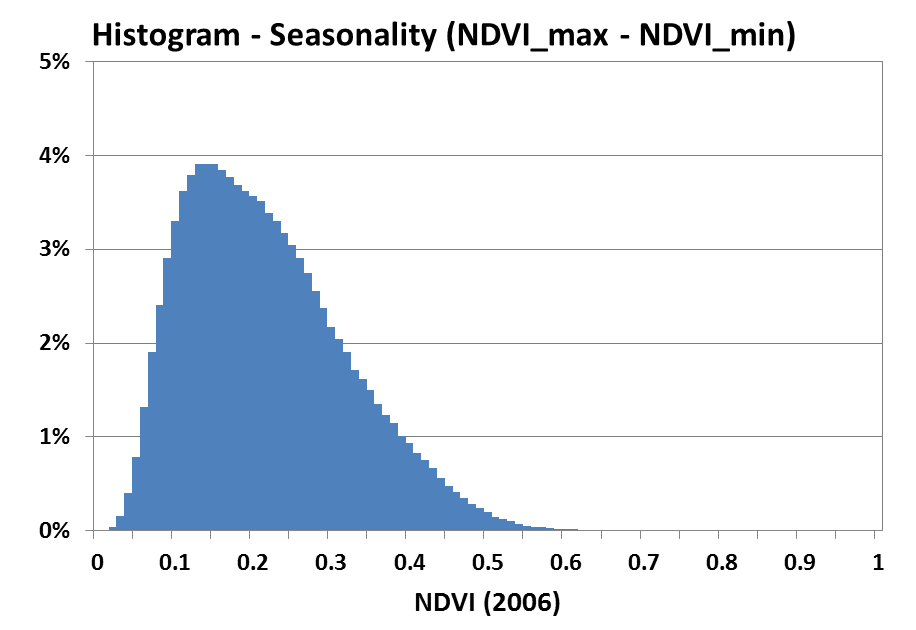 Histogram - Seasonality (NDVI_max - NDVI_min)
5%
4%
3%
2%
1%
0%
0 0.1 0.2 0.3 0.4 0.5 0.6 0.7 0.8 0.9 1
NDVI (2006)